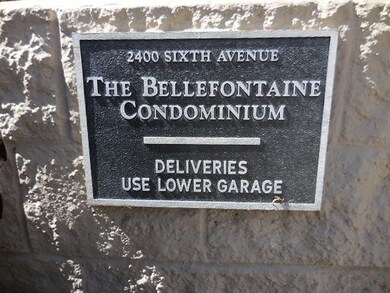 2400 SIXTH AVENUE
THE BELLEFONTAINE
CONDOMINIUM
DELIVERIES
USE LOWER GARAGE